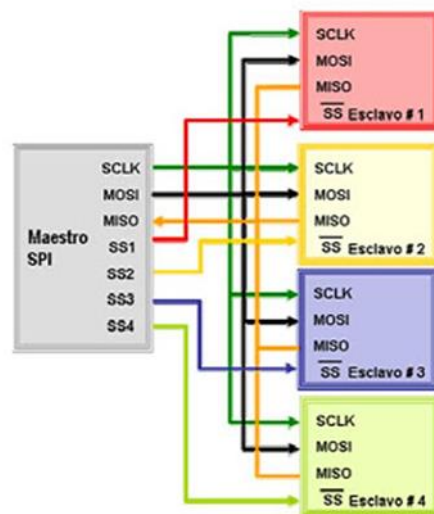 Maestro
SPI
SCLK
MOSI
MISO
SS1
SS2
SS3
SS4
SCLK
MOSI
MISO
SS Esclavo # 1
SCLK
MOSI
MISO
SS Esclavo # 2
SCLK
MOSI
MISO
SS Esclavo # 3
SCLK
MOSI
MISO
SS Esclavo # 4